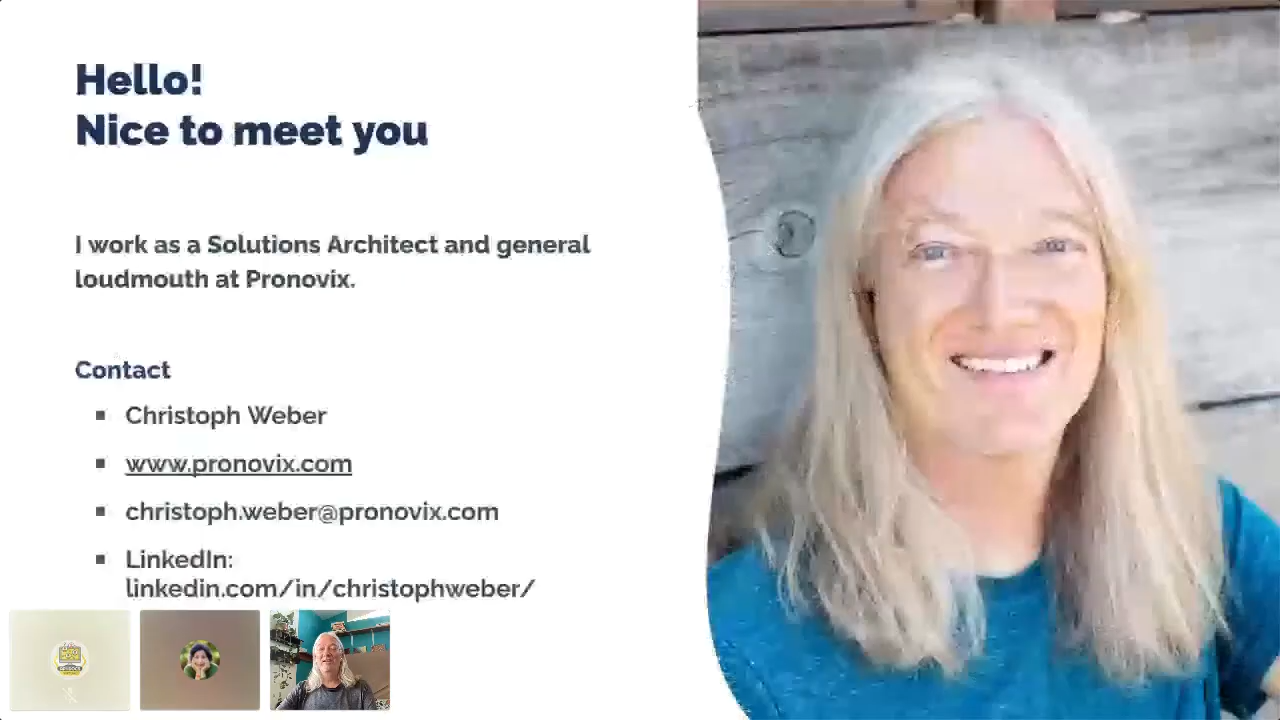 Hello!
Nice to meet you
I work as a Solutions Architect and general
loudmouth at Pronovix.
Contact
▪ Christoph Weber
▪ www.pronovix.com
▪ christoph.weber@pronovix.com
▪ LinkedIn:
linkedin.com/in/christophweber/